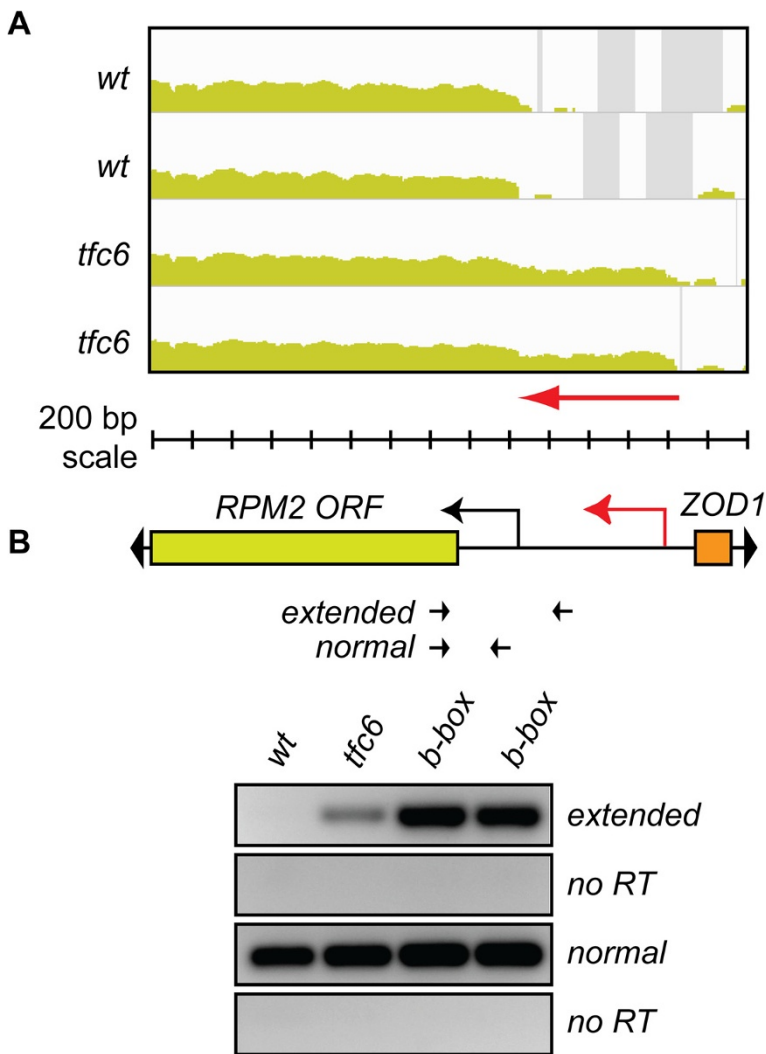 A
wt
wt
tfc6
tfc6
200 bp
scale
B
RPM2 ORF
ZOD1
extended
normal
wt
tfc6
b-box
b-box
extended
no RT
normal
no RT